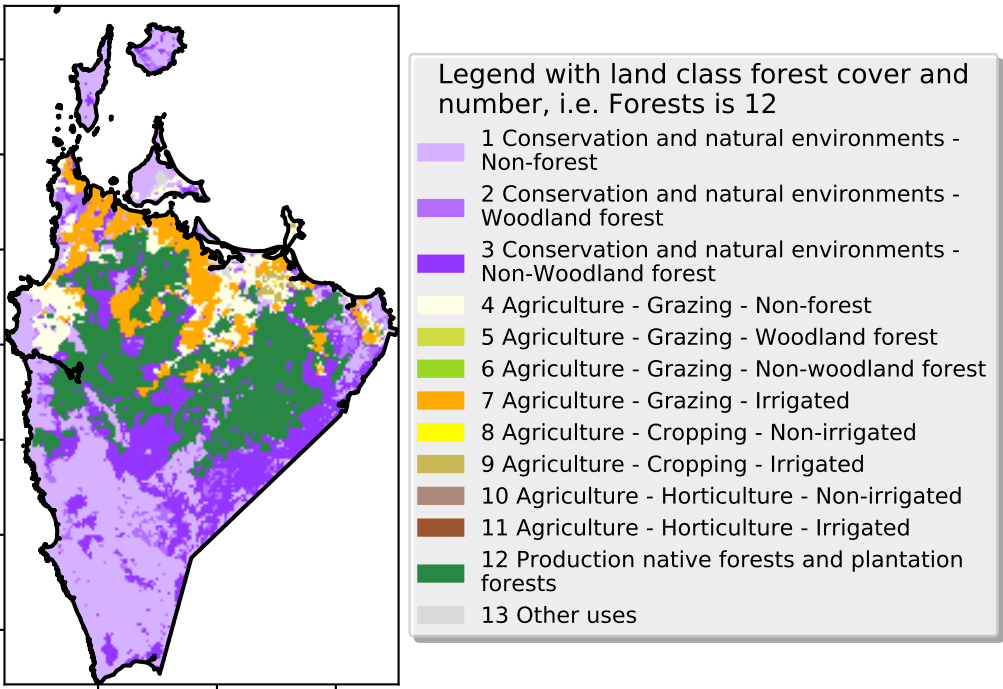 Legend with land class forest cover and
number, i.e. Forests is 12
1 Conservation and natural environments -
Non-forest
2 Conservation and natural environments -
Woodland forest
3 Conservation and natural environments -
Non-Woodland forest
4 Agriculture - Grazing - Non-forest
5 Agriculture - Grazing - Woodland forest
6 Agriculture - Grazing - Non-woodland forest
7 Agriculture - Grazing - Irrigated
8 Agriculture - Cropping - Non-irrigated
9 Agriculture - Cropping - Irrigated
10 Agriculture - Horticulture - Non-irrigated
11 Agriculture - Horticulture - Irrigated
12 Production native forests and plantation
forests
13 Other uses